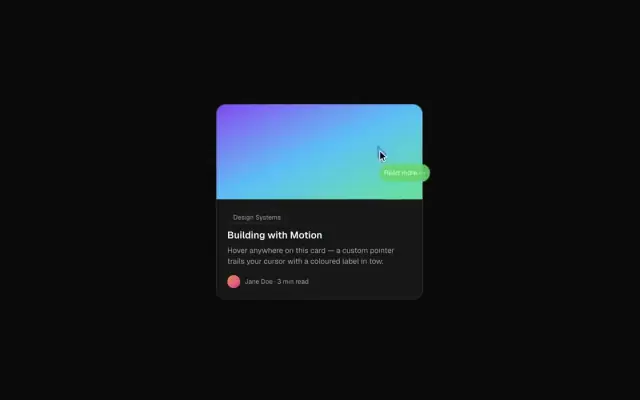 Read more →
Design Systems
Building with Motion
Hover anywhere on this card — a custom pointer
trails your cursor with a coloured label in tow.
Jane Doe · 3 min read